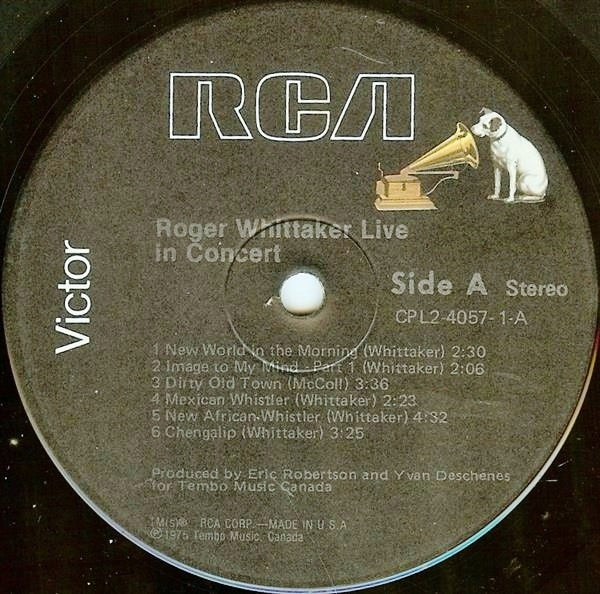 RCA
Victor
Roger Whittaker Live
in Concert
Side A Stereo
CPL2-4057-1-A
1 New World in the Morning (Whittaker) 2:30
2 Image to My Mind - Part 1 (Whittaker) 2:06
3 Dirty Old Town (McColl) 3:36
4 Mexican Whistler (Whittaker) 2:23
5 New African Whistler (Whittaker) 4:32
6 Chengalip (Whittaker) 3:25
Produced by Eric Robertson and Yvan Deschenes
for Tembo Music Canada
TM(s)® RCA CORP.—MADE IN U.S.A
℗1975 Tembo Music, Canada